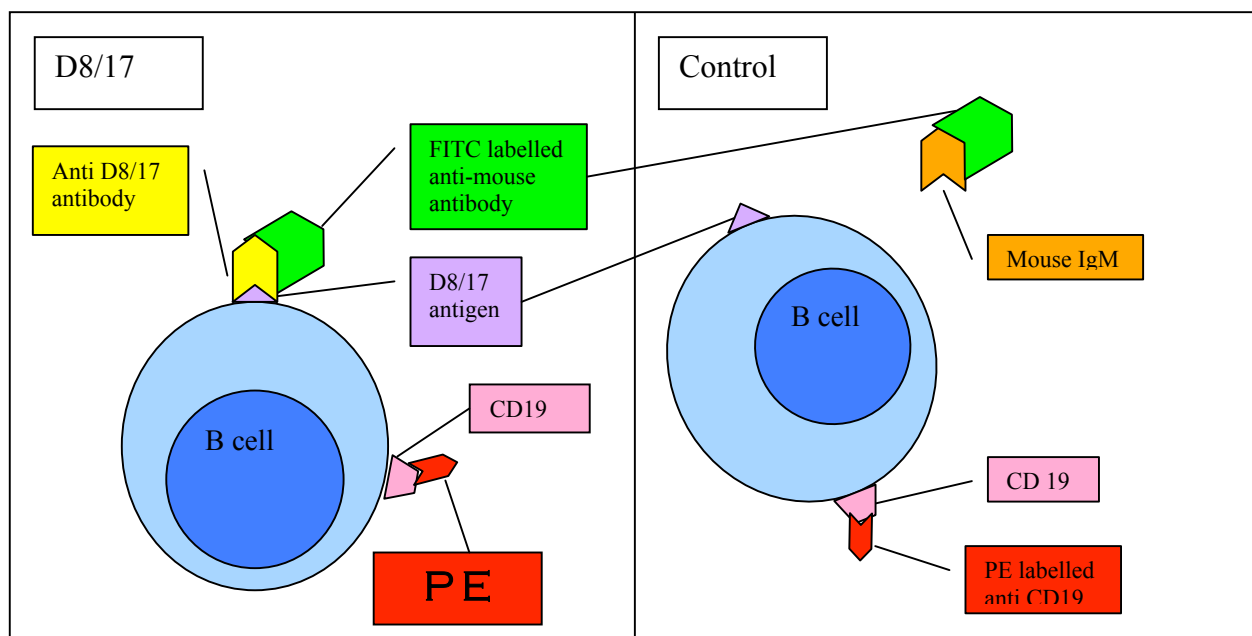 D8/17
Anti D8/17
antibody
FITC labelled
anti-mouse
antibody
D8/17
antigen
B cell
CD19
PE
Control
Mouse IgM
B cell
CD 19
PE labelled
anti CD19